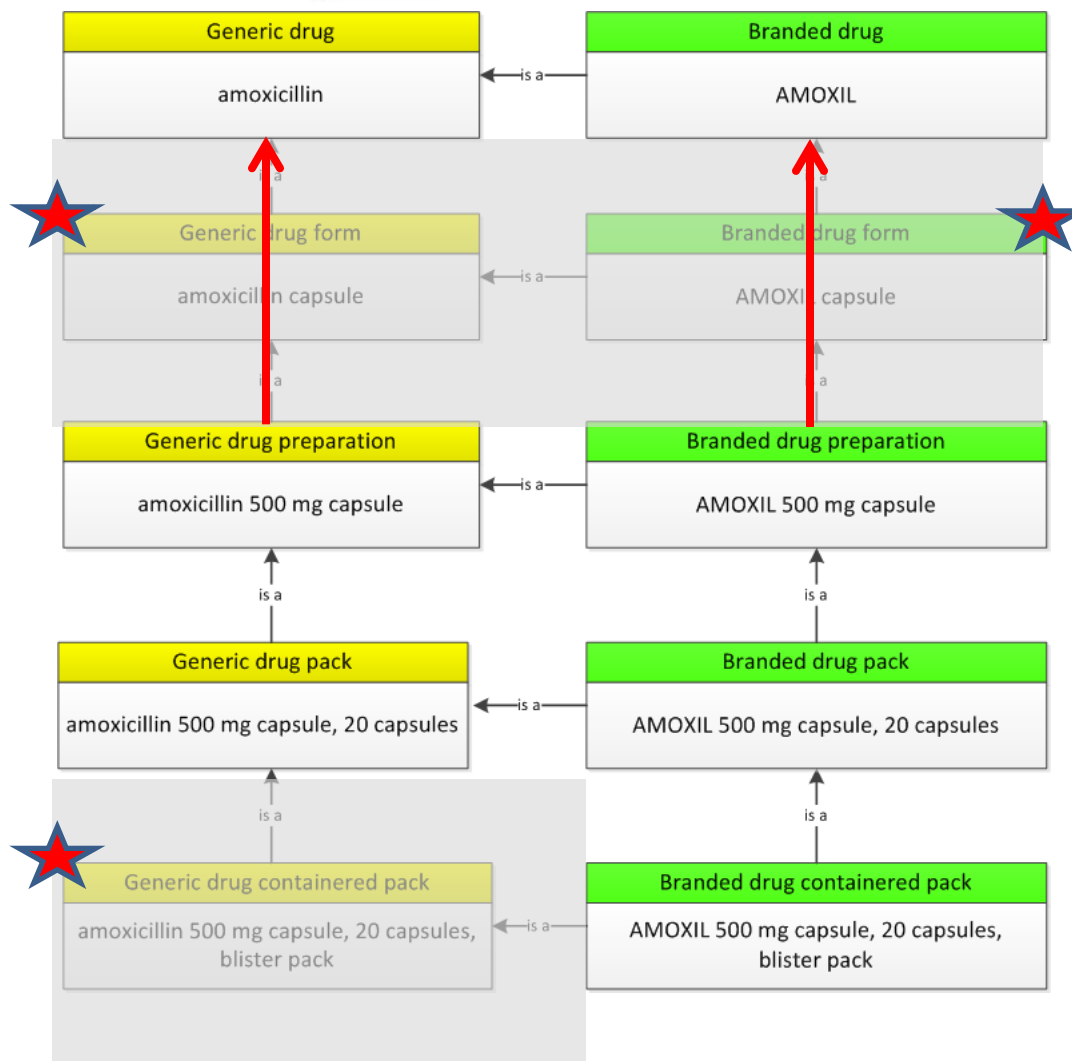 Generic drug
Branded drug
amoxicillin
is a
AMOXIL
is a
is a
Generic drug form
Branded drug form
amoxicillin capsule
is a
AMOXIL capsule
is a
is a
Generic drug preparation
Branded drug preparation
amoxicillin 500 mg capsule
is a
AMOXIL 500 mg capsule
is a
is a
Generic drug pack
Branded drug pack
amoxicillin 500 mg capsule, 20 capsules
is a
AMOXIL 500 mg capsule, 20 capsules
is a
is a
Generic drug containered pack
Branded drug containered pack
amoxicillin 500 mg capsule, 20 capsules,
blister pack
is a
AMOXIL 500 mg capsule, 20 capsules,
blister pack